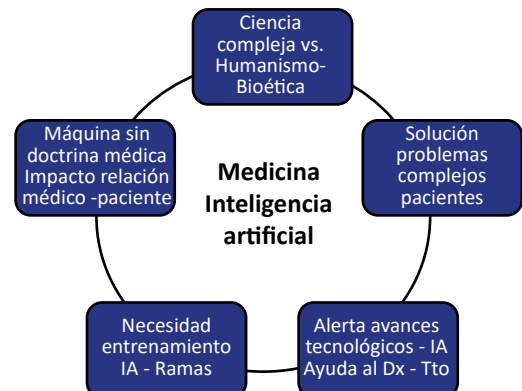 Ciencia
compleja vs.
Humanismo-
Bioética
Solución
problemas
complejos
pacientes
Alerta avances
tecnológicos - IA
Ayuda al Dx - Tto
Necesidad
entrenamiento
IA - Ramas
Máquina sin
doctrina médica
Impacto relación
médico -paciente
Medicina
Inteligencia
artificial